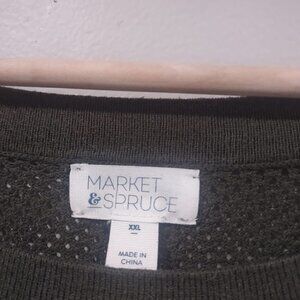 MARKET
& SPRUCE
XXL
MADE IN
CHINA